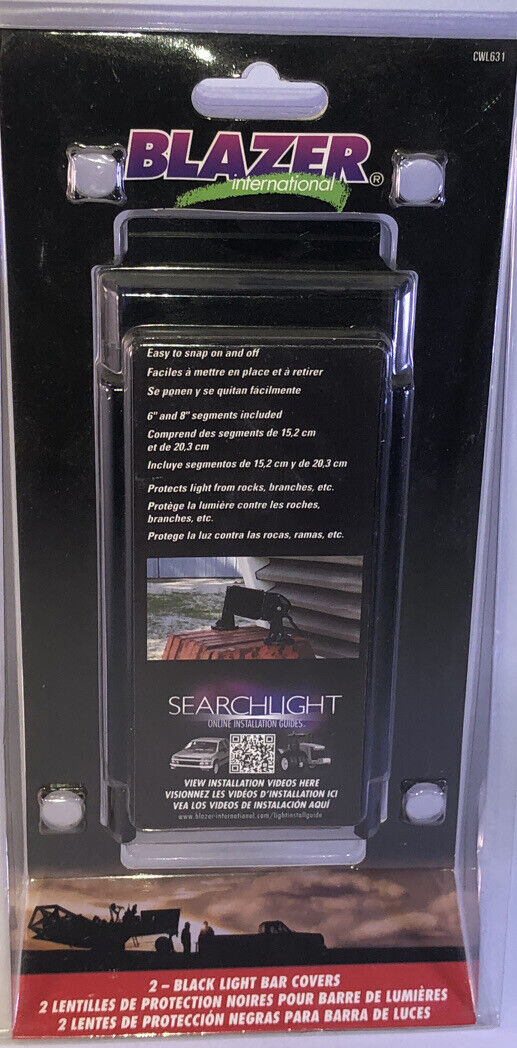 CWL631
BLAZER
international®
Easy to snap on and off
Faciles à mettre en place et à retirer
Se ponen y se quitan fácilmente
6" and 8" segments included
Comprend des segments de 15,2 cm
et de 20,3 cm
Incluye segmentos de 15,2 cm y de 20,3 cm
Protects light from rocks, branches, etc.
Protège la lumière contre les roches,
branches, etc.
Protege la luz contra las rocas, ramas, etc.
SEARCHLIGHT
ONLINE INSTALLATION GUIDES
VIEW INSTALLATION VIDEOS HERE
VISIONNEZ LES VIDÉOS D'INSTALLATION ICI
VEA LOS VIDEOS DE INSTALACIÓN AQUÍ
www.blazer-international.com/lightinstallguide
2 – BLACK LIGHT BAR COVERS
2 LENTILLES DE PROTECTION NOIRES POUR BARRE DE LUMIÈRES
2 LENTES DE PROTECCIÓN NEGRAS PARA BARRA DE LUCES